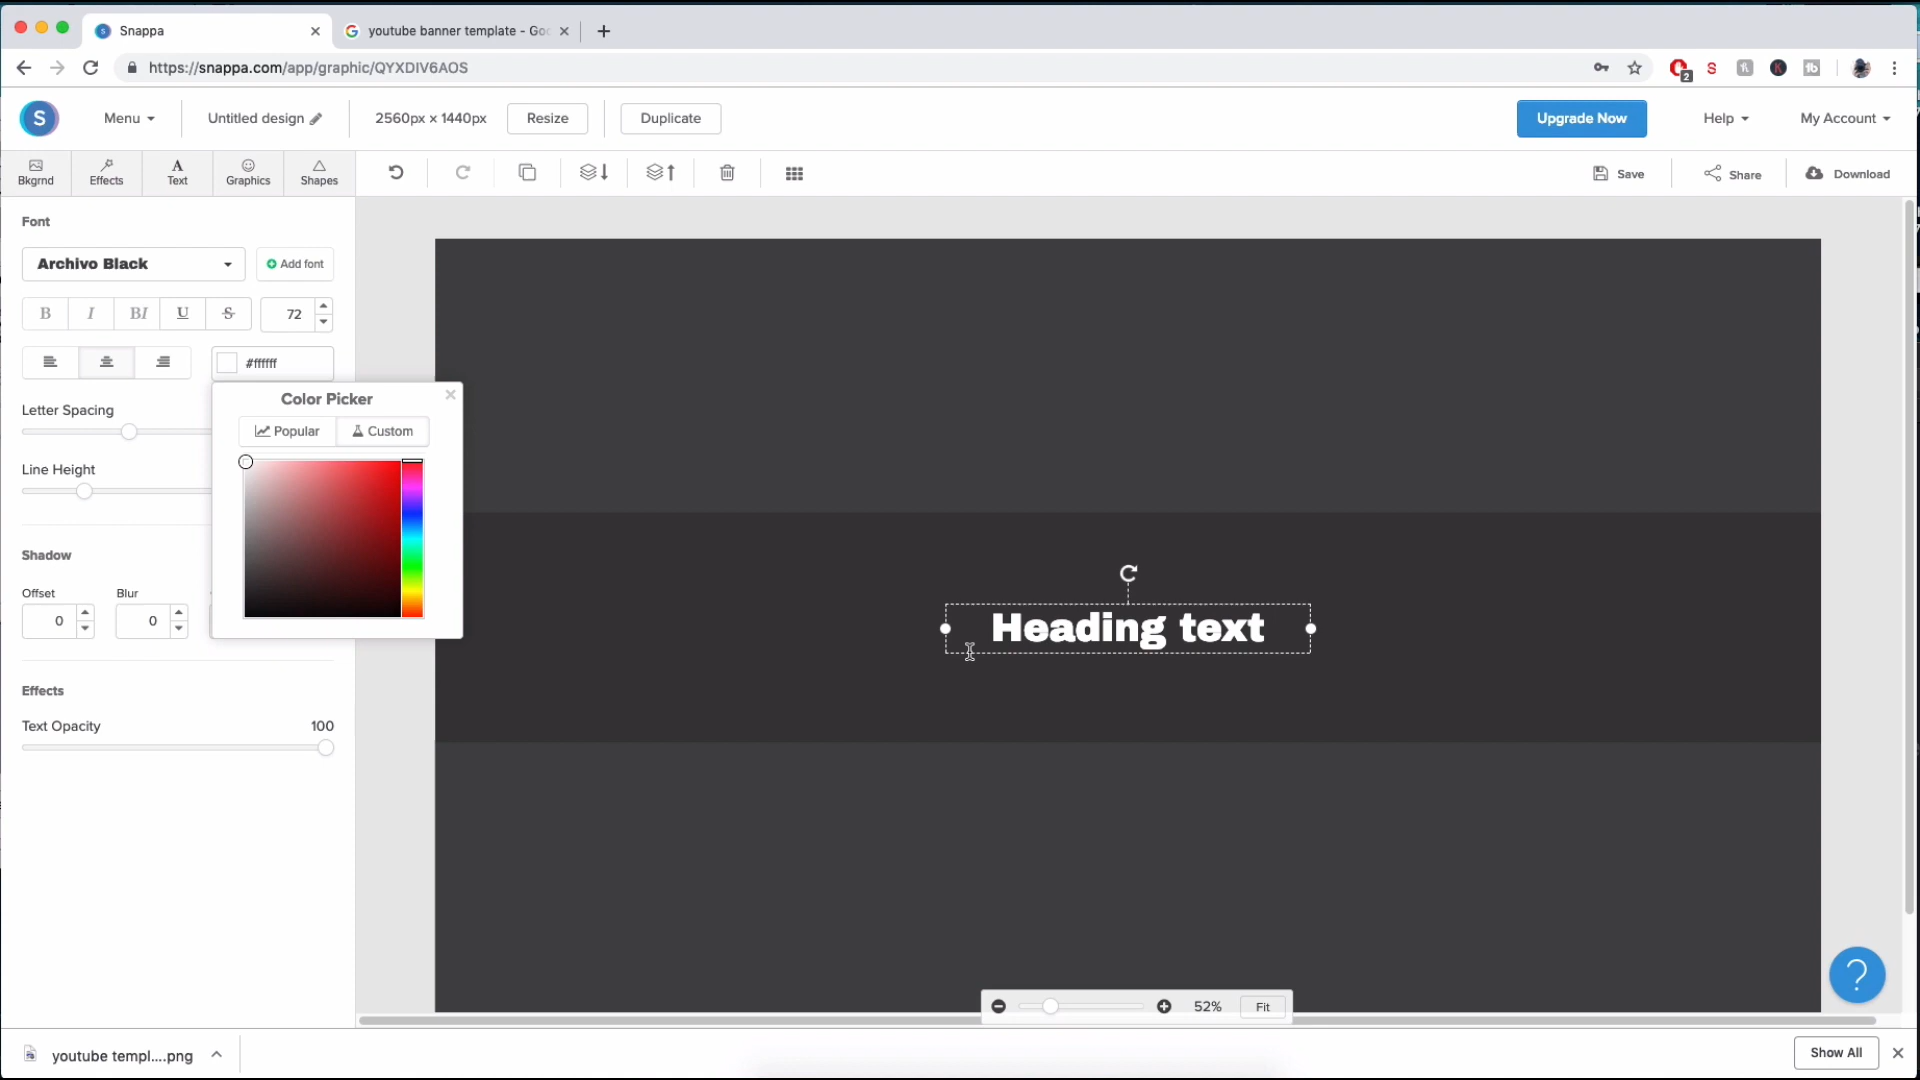 Snappa
youtube banner template - Goo
https://snappa.com/app/graphic/QYXDIV6AOS
2
S
Menu
Untitled design
2560px × 1440px
Resize
Duplicate
Upgrade Now
Help
My Account
Bkgrnd
Effects
Text
Graphics
Shapes
Save
Share
Download
Font
Archivo Black
Add font
B
I
BI
U
S
72
#ffffff
Color Picker
Popular
Custom
Letter Spacing
Line Height
Shadow
Offset
Blur
0
0
Heading text
Effects
Text Opacity
100
52%
Fit
?
youtube templ....png
Show All